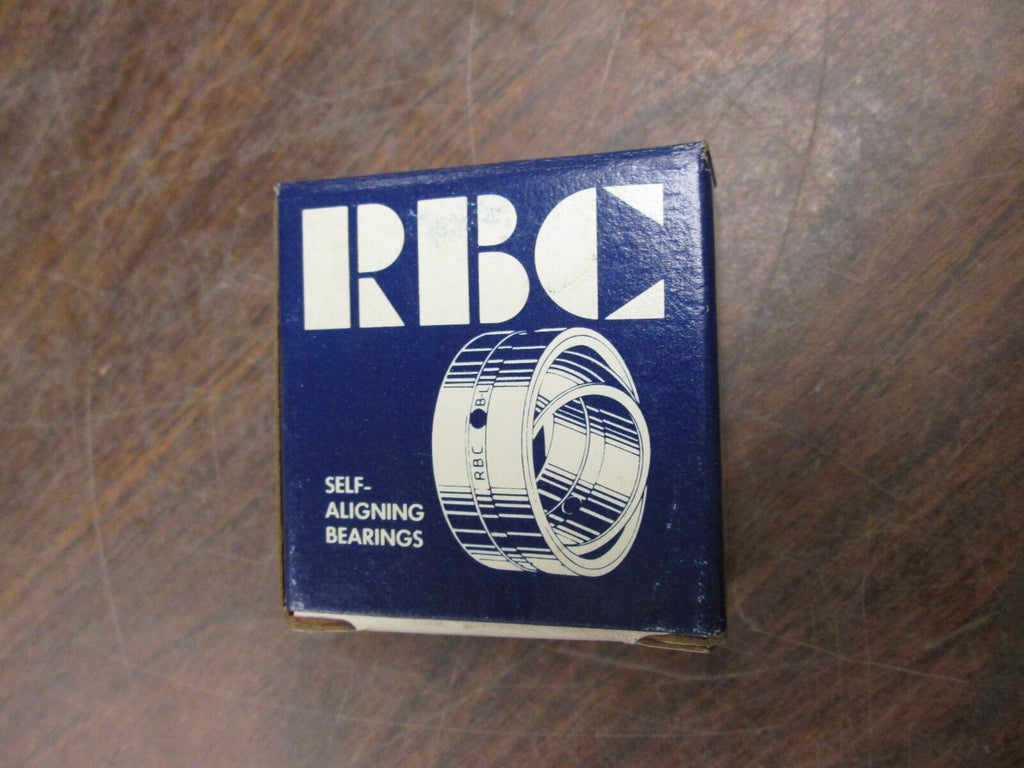 RBC
RBC B-L
SELF-
ALIGNING
BEARINGS